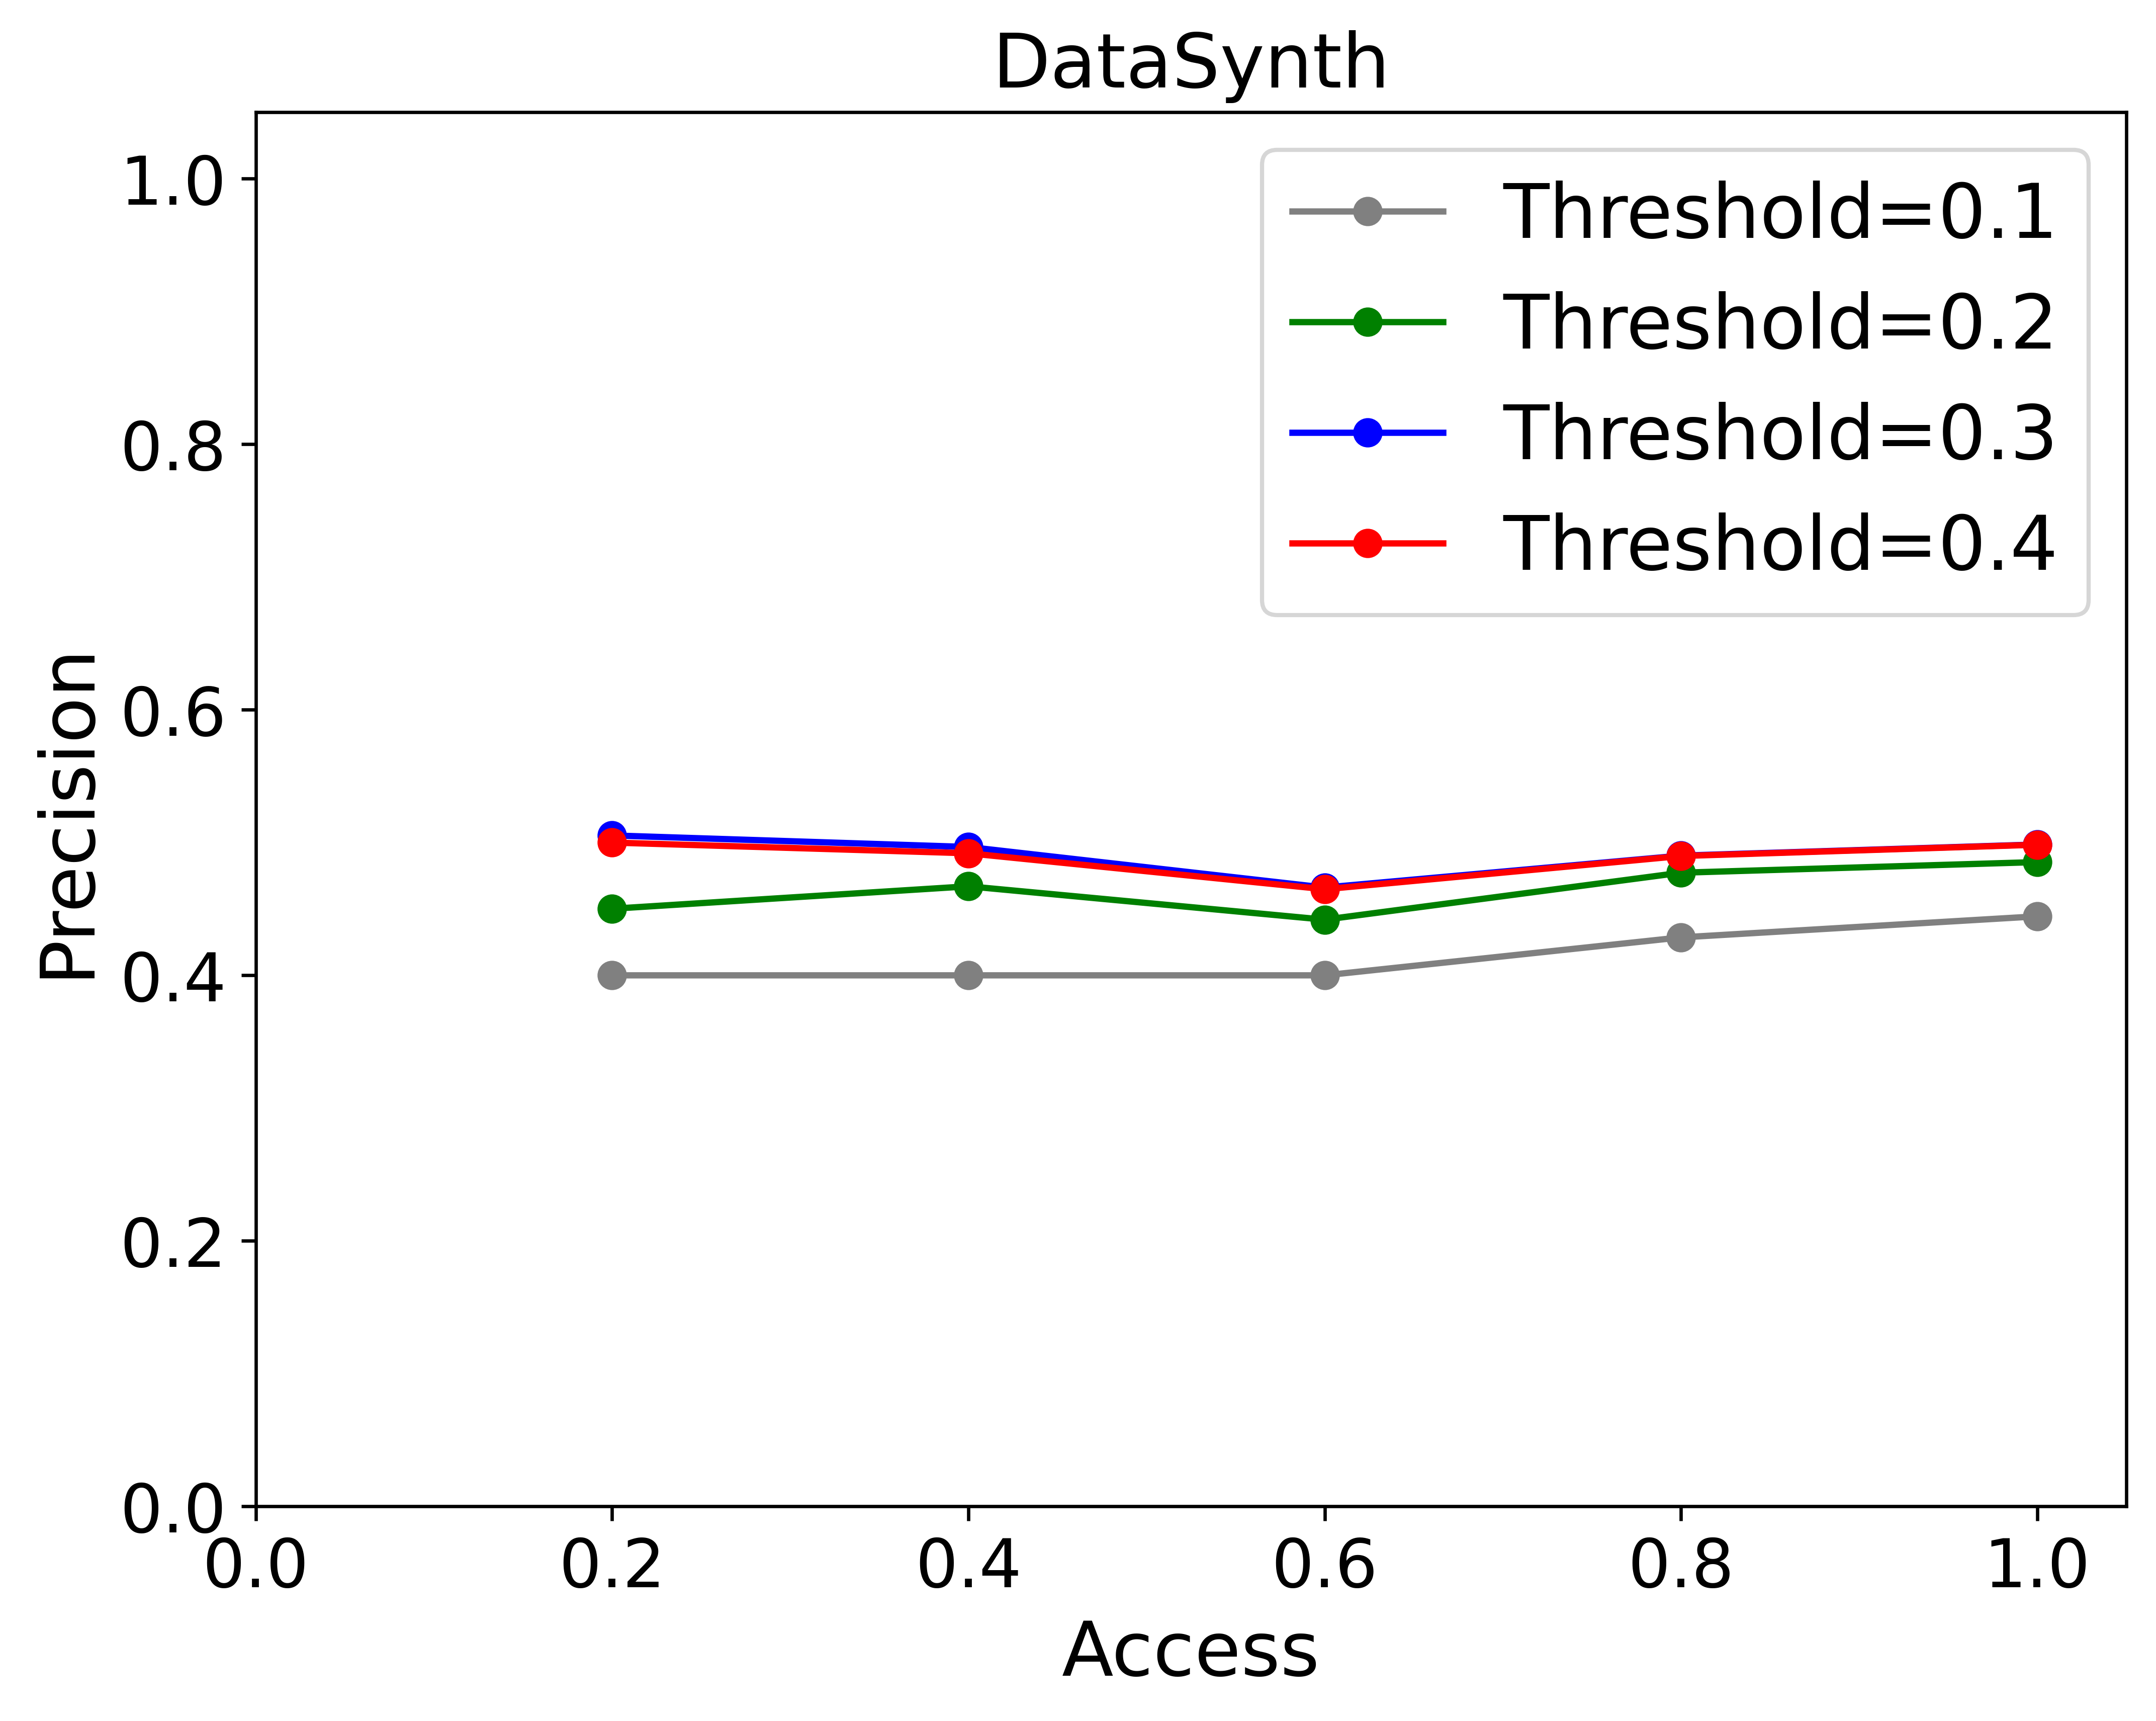 DataSynth
Precision
1.0
0.8
0.6
0.4
0.2
0.0
Threshold=0.1
Threshold=0.2
Threshold=0.3
Threshold=0.4
0.0 0.2 0.4 0.6 0.8 1.0
Access